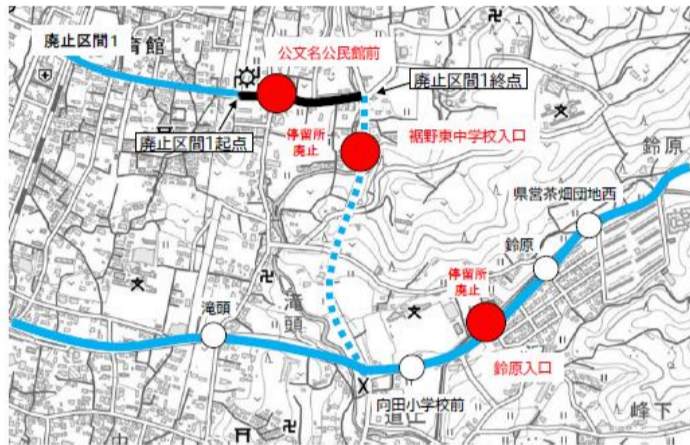 廃止区間1
育館
公文名公民館前
廃止区間1終点
廃止区間1起点
停留所
廃止
裾野東中学校入口
鈴原
県営茶畑団地西
鈴原
停留所
廃止
滝頭
滝頭
鈴原入口
X
向田小学校前
道上
峰下